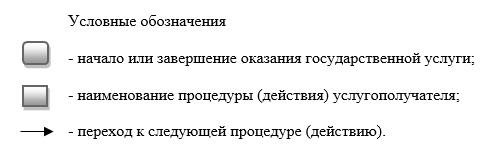 Условные обозначения
- начало или завершение оказания государственной услуги;
- наименование процедуры (действия) услугополучателя;
- переход к следующей процедуре (действию).